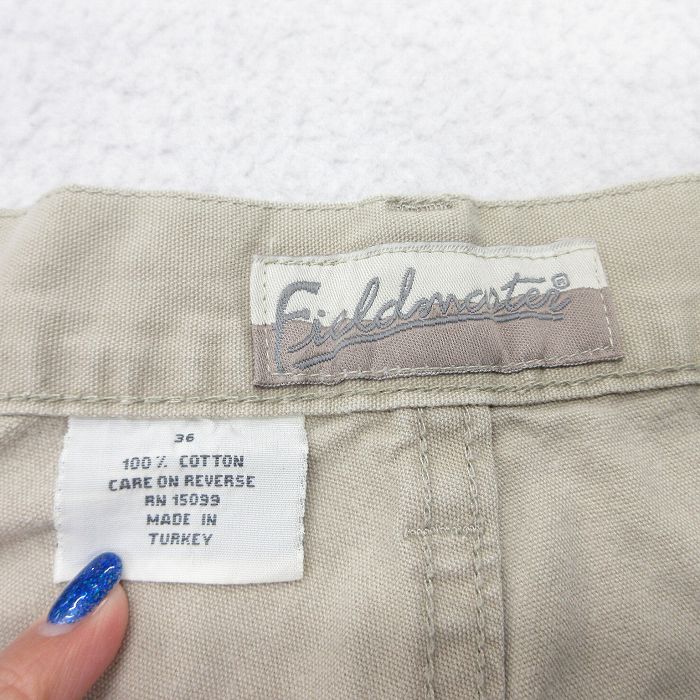 Fieldmaster®
36
100% COTTON
CARE ON REVERSE
RN 15099
MADE IN
TURKEY